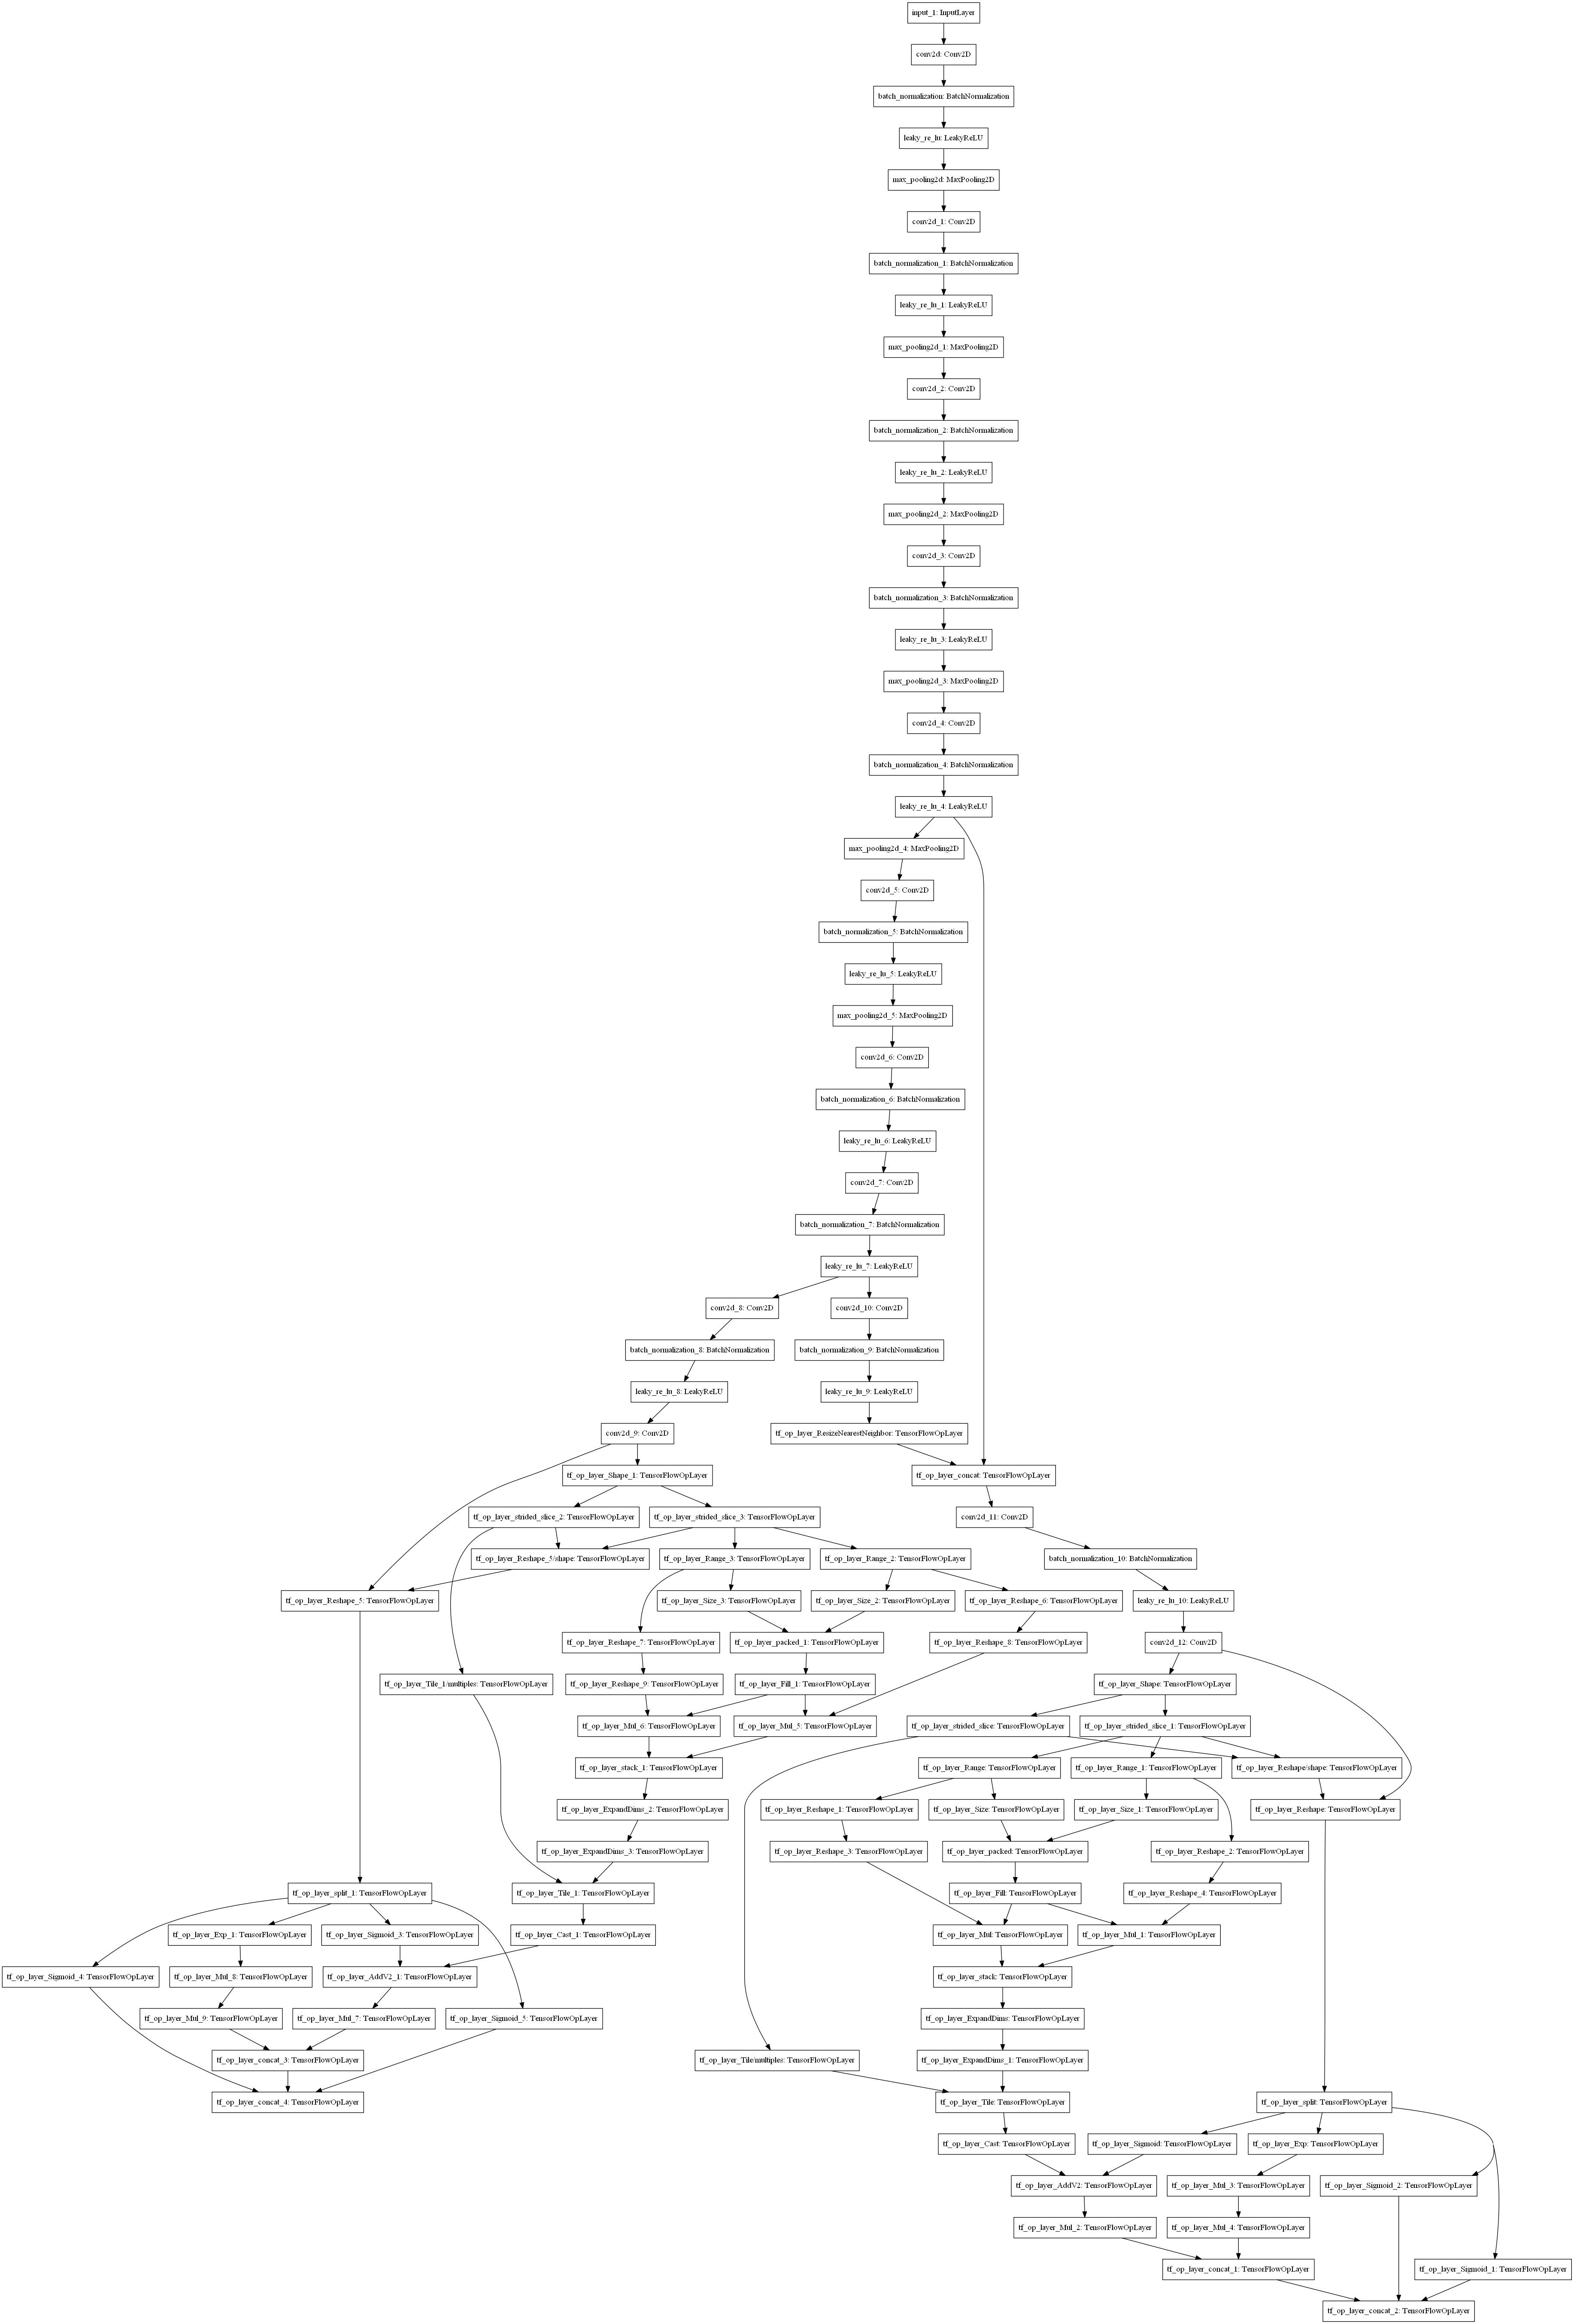 input_1: InputLayer
conv2d: Conv2D
batch_normalization: BatchNormalization
leaky_re_lu: LeakyReLU
max_pooling2d: MaxPooling2D
conv2d_1: Conv2D
batch_normalization_1: BatchNormalization
leaky_re_lu_1: LeakyReLU
max_pooling2d_1: MaxPooling2D
conv2d_2: Conv2D
batch_normalization_2: BatchNormalization
leaky_re_lu_2: LeakyReLU
max_pooling2d_2: MaxPooling2D
conv2d_3: Conv2D
batch_normalization_3: BatchNormalization
leaky_re_lu_3: LeakyReLU
max_pooling2d_3: MaxPooling2D
conv2d_4: Conv2D
batch_normalization_4: BatchNormalization
leaky_re_lu_4: LeakyReLU
max_pooling2d_4: MaxPooling2D
conv2d_5: Conv2D
batch_normalization_5: BatchNormalization
leaky_re_lu_5: LeakyReLU
max_pooling2d_5: MaxPooling2D
conv2d_6: Conv2D
batch_normalization_6: BatchNormalization
leaky_re_lu_6: LeakyReLU
conv2d_7: Conv2D
batch_normalization_7: BatchNormalization
leaky_re_lu_7: LeakyReLU
conv2d_8: Conv2D
conv2d_10: Conv2D
batch_normalization_8: BatchNormalization
batch_normalization_9: BatchNormalization
leaky_re_lu_8: LeakyReLU
leaky_re_lu_9: LeakyReLU
conv2d_9: Conv2D
tf_op_layer_ResizeNearestNeighbor: TensorFlowOpLayer
tf_op_layer_Shape_1: TensorFlowOpLayer
tf_op_layer_concat: TensorFlowOpLayer
tf_op_layer_strided_slice_2: TensorFlowOpLayer
tf_op_layer_strided_slice_3: TensorFlowOpLayer
conv2d_11: Conv2D
tf_op_layer_Reshape_5/shape: TensorFlowOpLayer
tf_op_layer_Range_3: TensorFlowOpLayer
tf_op_layer_Range_2: TensorFlowOpLayer
batch_normalization_10: BatchNormalization
tf_op_layer_Reshape_5: TensorFlowOpLayer
tf_op_layer_Size_3: TensorFlowOpLayer
tf_op_layer_Size_2: TensorFlowOpLayer
tf_op_layer_Reshape_6: TensorFlowOpLayer
leaky_re_lu_10: LeakyReLU
tf_op_layer_Reshape_7: TensorFlowOpLayer
tf_op_layer_packed_1: TensorFlowOpLayer
tf_op_layer_Reshape_8: TensorFlowOpLayer
conv2d_12: Conv2D
tf_op_layer_Tile_1/multiples: TensorFlowOpLayer
tf_op_layer_Reshape_9: TensorFlowOpLayer
tf_op_layer_Fill_1: TensorFlowOpLayer
tf_op_layer_Shape: TensorFlowOpLayer
tf_op_layer_Mul_6: TensorFlowOpLayer
tf_op_layer_Mul_5: TensorFlowOpLayer
tf_op_layer_strided_slice: TensorFlowOpLayer
tf_op_layer_strided_slice_1: TensorFlowOpLayer
tf_op_layer_stack_1: TensorFlowOpLayer
tf_op_layer_Range: TensorFlowOpLayer
tf_op_layer_Range_1: TensorFlowOpLayer
tf_op_layer_Reshape/shape: TensorFlowOpLayer
tf_op_layer_ExpandDims_2: TensorFlowOpLayer
tf_op_layer_Reshape_1: TensorFlowOpLayer
tf_op_layer_Size: TensorFlowOpLayer
tf_op_layer_Size_1: TensorFlowOpLayer
tf_op_layer_Reshape: TensorFlowOpLayer
tf_op_layer_ExpandDims_3: TensorFlowOpLayer
tf_op_layer_Reshape_3: TensorFlowOpLayer
tf_op_layer_packed: TensorFlowOpLayer
tf_op_layer_Reshape_2: TensorFlowOpLayer
tf_op_layer_split_1: TensorFlowOpLayer
tf_op_layer_Tile_1: TensorFlowOpLayer
tf_op_layer_Fill: TensorFlowOpLayer
tf_op_layer_Reshape_4: TensorFlowOpLayer
tf_op_layer_Exp_1: TensorFlowOpLayer
tf_op_layer_Sigmoid_3: TensorFlowOpLayer
tf_op_layer_Cast_1: TensorFlowOpLayer
tf_op_layer_Mul: TensorFlowOpLayer
tf_op_layer_Mul_1: TensorFlowOpLayer
tf_op_layer_Sigmoid_4: TensorFlowOpLayer
tf_op_layer_Mul_8: TensorFlowOpLayer
tf_op_layer_AddV2_1: TensorFlowOpLayer
tf_op_layer_stack: TensorFlowOpLayer
tf_op_layer_Mul_9: TensorFlowOpLayer
tf_op_layer_Mul_7: TensorFlowOpLayer
tf_op_layer_Sigmoid_5: TensorFlowOpLayer
tf_op_layer_ExpandDims: TensorFlowOpLayer
tf_op_layer_concat_3: TensorFlowOpLayer
tf_op_layer_Tile/multiples: TensorFlowOpLayer
tf_op_layer_ExpandDims_1: TensorFlowOpLayer
tf_op_layer_concat_4: TensorFlowOpLayer
tf_op_layer_Tile: TensorFlowOpLayer
tf_op_layer_split: TensorFlowOpLayer
tf_op_layer_Cast: TensorFlowOpLayer
tf_op_layer_Sigmoid: TensorFlowOpLayer
tf_op_layer_Exp: TensorFlowOpLayer
tf_op_layer_AddV2: TensorFlowOpLayer
tf_op_layer_Mul_3: TensorFlowOpLayer
tf_op_layer_Sigmoid_2: TensorFlowOpLayer
tf_op_layer_Mul_2: TensorFlowOpLayer
tf_op_layer_Mul_4: TensorFlowOpLayer
tf_op_layer_concat_1: TensorFlowOpLayer
tf_op_layer_Sigmoid_1: TensorFlowOpLayer
tf_op_layer_concat_2: TensorFlowOpLayer